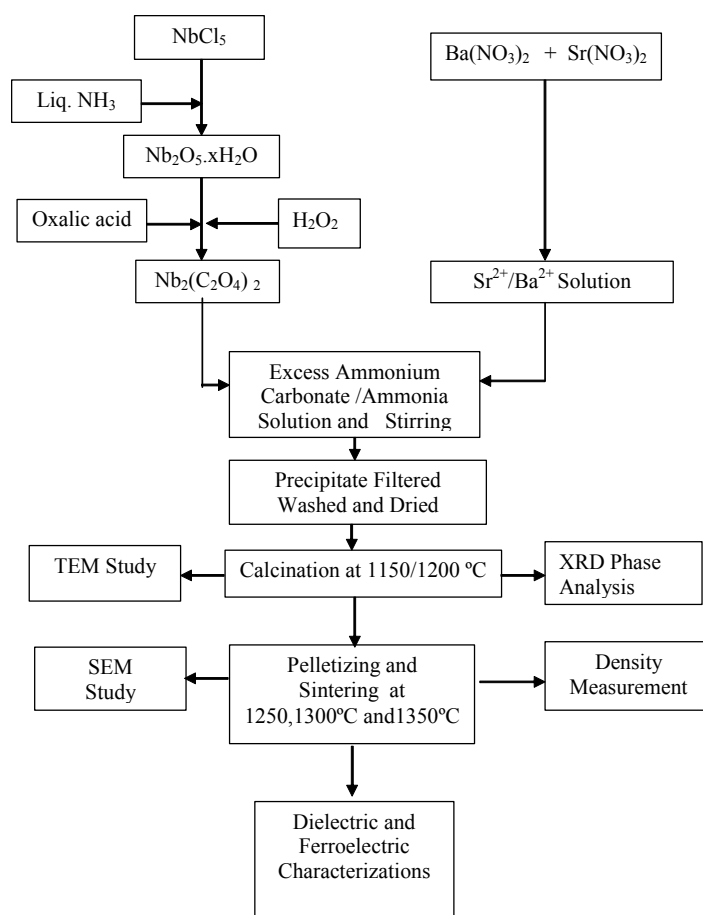 NbCl₅
Ba(NO₃)₂ + Sr(NO₃)₂
Liq. NH₃
Nb₂O₅.xH₂O
Oxalic acid
H₂O₂
Nb₂(C₂O₄) ₂
Sr²⁺/Ba²⁺ Solution
Excess Ammonium
Carbonate /Ammonia
Solution and Stirring
Precipitate Filtered
Washed and Dried
TEM Study
Calcination at 1150/1200 ºC
XRD Phase
Analysis
SEM
Study
Pelletizing and
Sintering at
1250,1300ºC and1350ºC
Density
Measurement
Dielectric and
Ferroelectric
Characterizations